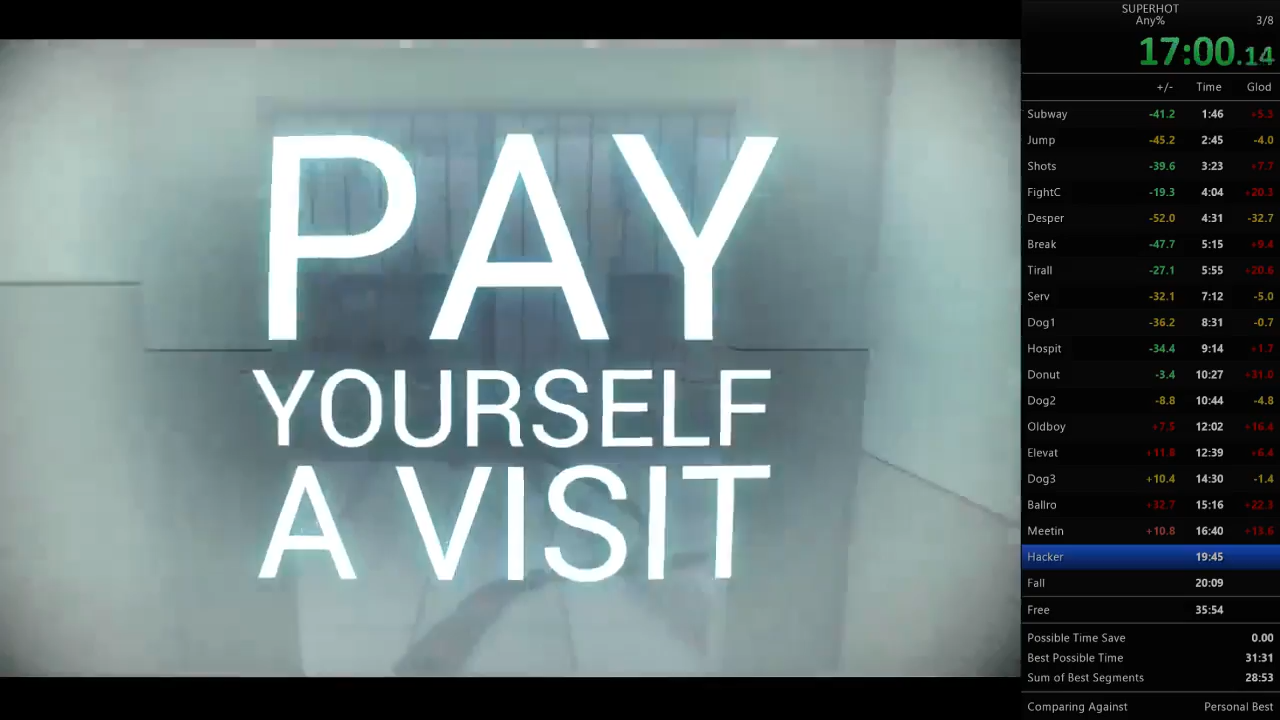 SUPERHOT
Any% 3/8
17:00.14
+/- Time Glod
Subway -41.2 1:46 +5.3
Jump -45.2 2:45 -4.0
Shots -39.6 3:23 +7.7
FightC -19.3 4:04 +20.3
Desper -52.0 4:31 -32.7
Break -47.7 5:15 +9.4
Tirall -27.1 5:55 +20.6
Serv -32.1 7:12 -5.0
Dog1 -36.2 8:31 -0.7
Hospit -34.4 9:14 +1.7
Donut -3.4 10:27 +31.0
Dog2 -8.8 10:44 -4.8
Oldboy +7.5 12:02 +16.4
Elevat +11.8 12:39 +6.4
Dog3 +10.4 14:30 -1.4
Ballro +32.7 15:16 +22.3
Meetin +10.8 16:40 +13.6
Hacker 19:45
Fall 20:09
Free 35:54
Possible Time Save 0.00
Best Possible Time 31:31
Sum of Best Segments 28:53
Comparing Against Personal Best
PAY
YOURSELF
A VISIT